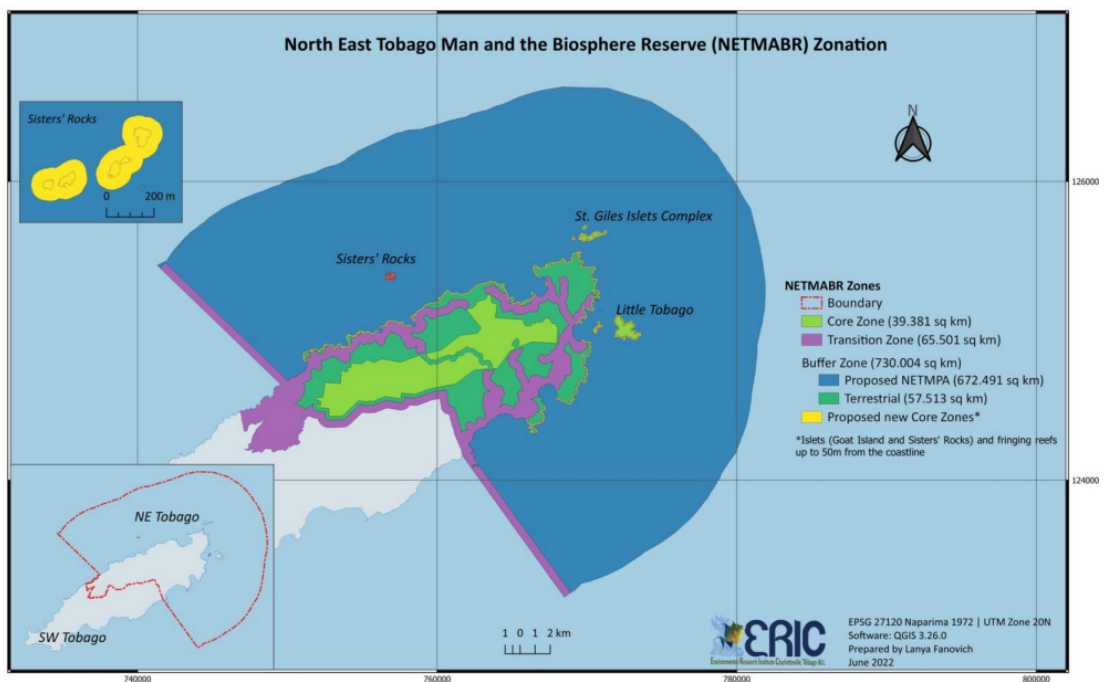 North East Tobago Man and the Biosphere Reserve (NETMABR) Zonation
Sisters' Rocks
0 200 m
N
126000
St. Giles Islets Complex
Sisters' Rocks
Little Tobago
NETMABR Zones
Boundary
Core Zone (39.381 sq km)
Transition Zone (65.501 sq km)
Buffer Zone (730.004 sq km)
Proposed NETMPA (672.491 sq km)
Terrestrial (57.513 sq km)
Proposed new Core Zones*
*Islets (Goat Island and Sisters' Rocks) and fringing reefs
up to 50m from the coastline
124000
NE Tobago
SW Tobago
1 0 1 2 km
ERIC
Environmental Research Institute Charlotteville, Tobago W.I.
EPSG 27120 Naparima 1972 | UTM Zone 20N
Software: QGIS 3.26.0
Prepared by Lanya Fanovich
June 2022
740000 760000 780000 800000